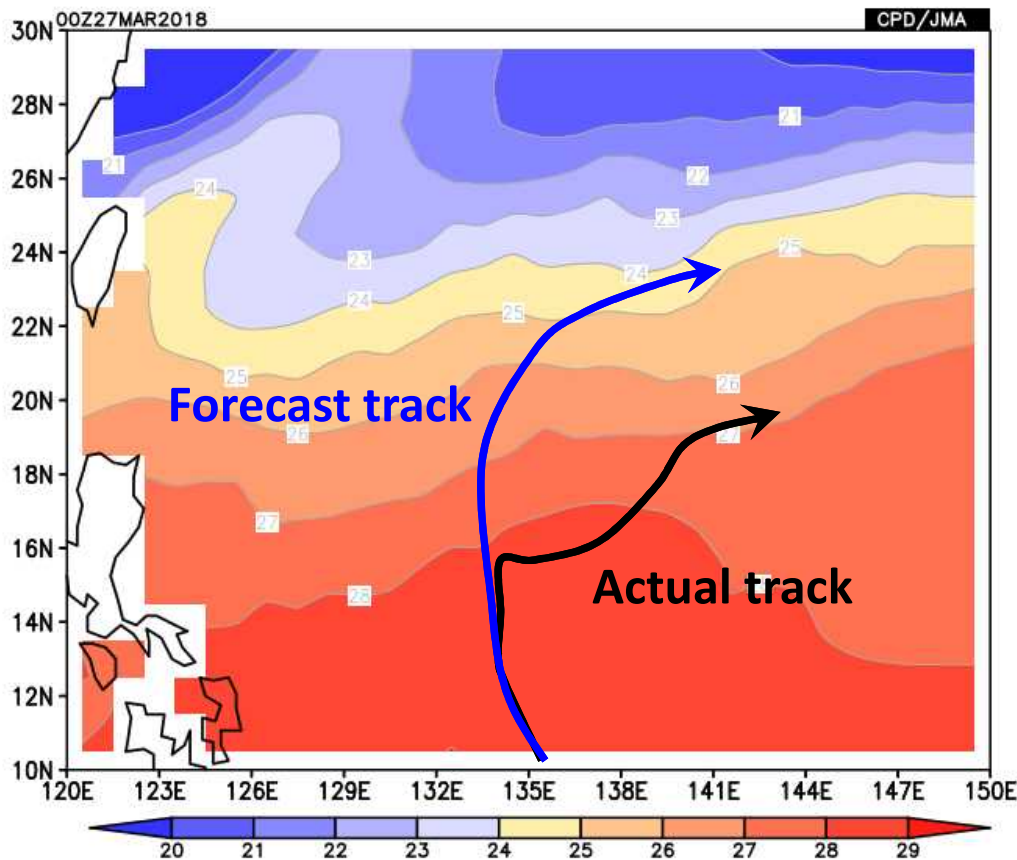 00Z27MAR2018 CPD/JMA
30N
28N
21
21
26N
22
24
23
24N
23
25
24
24
25
22N
25
26
20N
Forecast track
26
27
18N
27
16N
Actual track
28
14N
12N
10N
120E 123E 126E 129E 132E 135E 138E 141E 144E 147E 150E
20 21 22 23 24 25 26 27 28 29